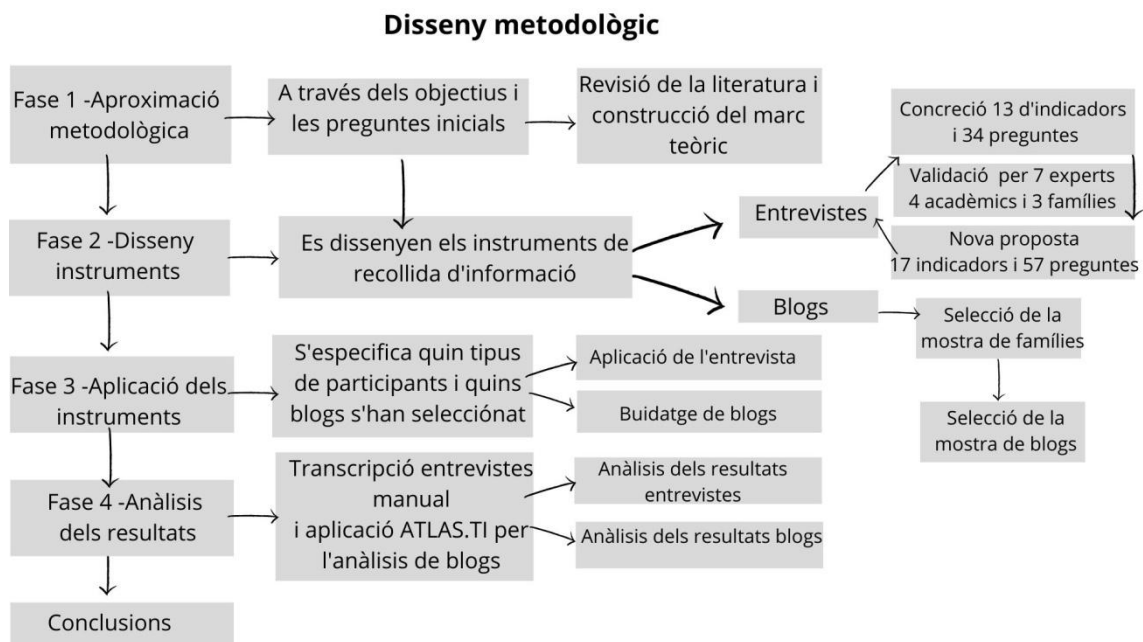 Disseny metodològic
Fase 1 -Aproximació
metodològica
A través dels objectius i
les preguntes inicials
Revisió de la literatura i
construcció del marc
teòric
Concreció 13 d'indicadors
i 34 preguntes
Validació per 7 experts
4 acadèmics i 3 famílies
Nova proposta
17 indicadors i 57 preguntes
Entrevistes
Fase 2 -Disseny
instruments
Es dissenyen els instruments de
recollida d'informació
Blogs
Selecció de la
mostra de famílies
Selecció de la
mostra de blogs
Fase 3 -Aplicació dels
instruments
S'especifica quin tipus
de participants i quins
blogs s'han selecciónat
Aplicació de l'entrevista
Buidatge de blogs
Fase 4 -Anàlisis
dels resultats
Transcripció entrevistes
manual
i aplicació ATLAS.TI per
l'anàlisis de blogs
Anàlisis dels resultats
entrevistes
Anàlisis dels resultats blogs
Conclusions